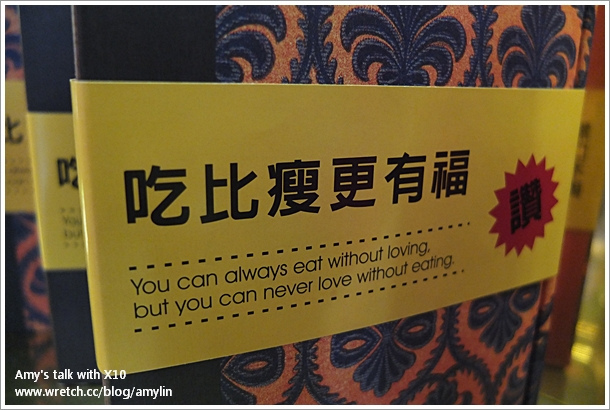 吃比瘦更有福
讚
You can always eat without loving,
but you can never love without eating.
Amy's talk with X10
www.wretch.cc/blog/amylin